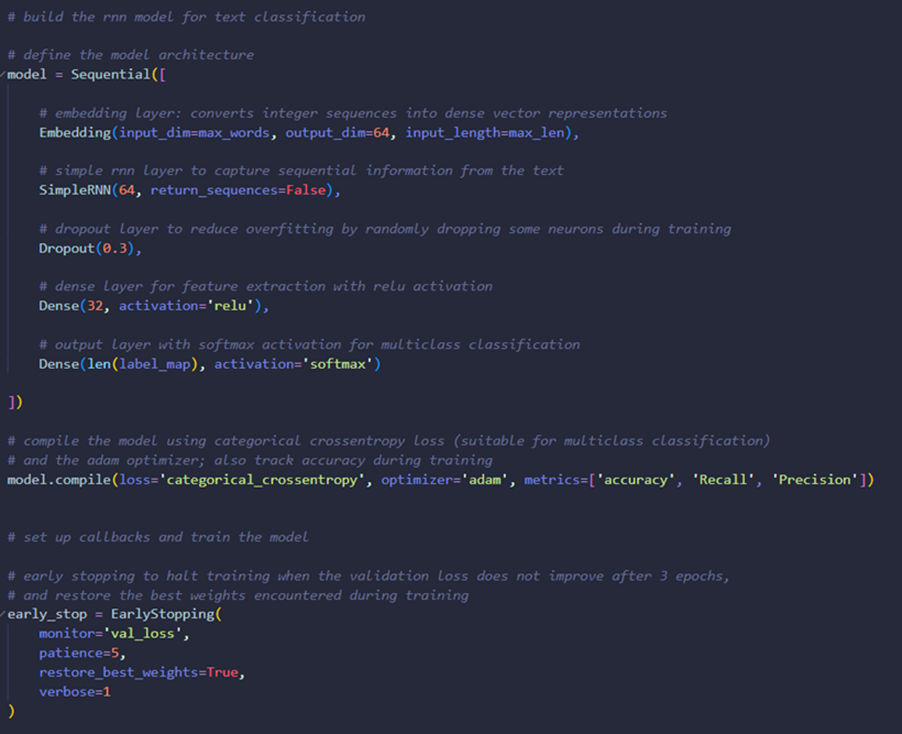 # build the rnn model for text classification
# define the model architecture
model = Sequential([
# embedding layer: converts integer sequences into dense vector representations
Embedding(input_dim=max_words, output_dim=64, input_length=max_len),
# simple rnn layer to capture sequential information from the text
SimpleRNN(64, return_sequences=False),
# dropout layer to reduce overfitting by randomly dropping some neurons during training
Dropout(0.3),
# dense layer for feature extraction with relu activation
Dense(32, activation='relu'),
# output layer with softmax activation for multiclass classification
Dense(len(label_map), activation='softmax')
])
# compile the model using categorical crossentropy loss (suitable for multiclass classification)
# and the adam optimizer; also track accuracy during training
model.compile(loss='categorical_crossentropy', optimizer='adam', metrics=['accuracy', 'Recall', 'Precision'])
# set up callbacks and train the model
# early stopping to halt training when the validation loss does not improve after 3 epochs,
# and restore the best weights encountered during training
early_stop = EarlyStopping(
monitor='val_loss',
patience=5,
restore_best_weights=True,
verbose=1
)